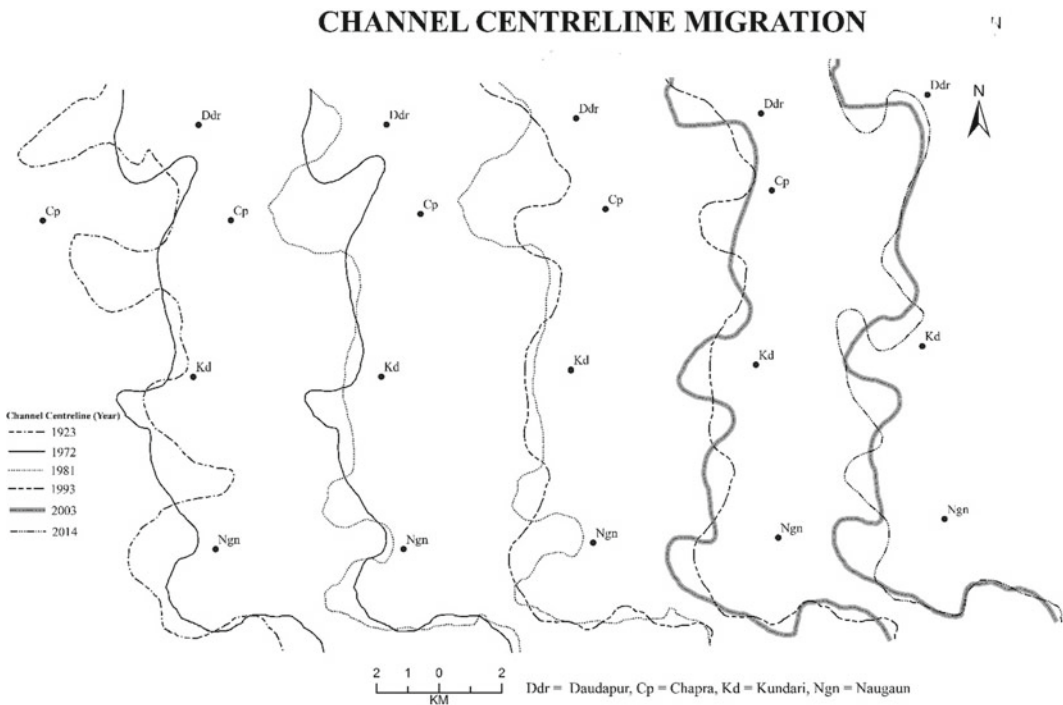 CHANNEL CENTRELINE MIGRATION
N
Ddr
Ddr
Ddr
Ddr
Ddr
Cp
Cp
Cp
Cp
Cp
Kd
Kd
Kd
Kd
Kd
Channel Centreline (Year)
1923
1972
1981
1993
2003
2014
Ngn
Ngn
Ngn
Ngn
Ngn
2 1 0 2
KM
Ddr = Daudapur, Cp = Chapra, Kd = Kundari, Ngn = Naugaun